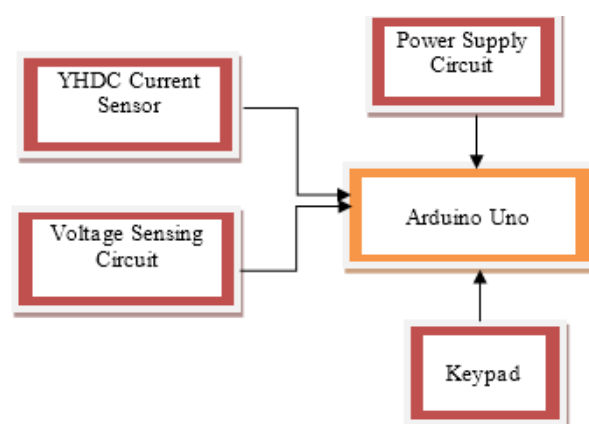 YHDC Current
Sensor
Power Supply
Circuit
Voltage Sensing
Circuit
Arduino Uno
Keypad